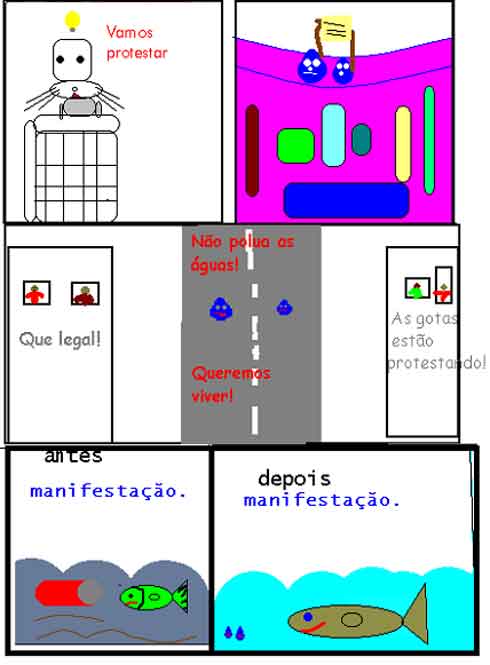 Vamos
protestar
Não polua as
águas!
Que legal!
As gotas
estão
protestando!
Queremos
viver!
antes
manifestação.
depois
manifestação.